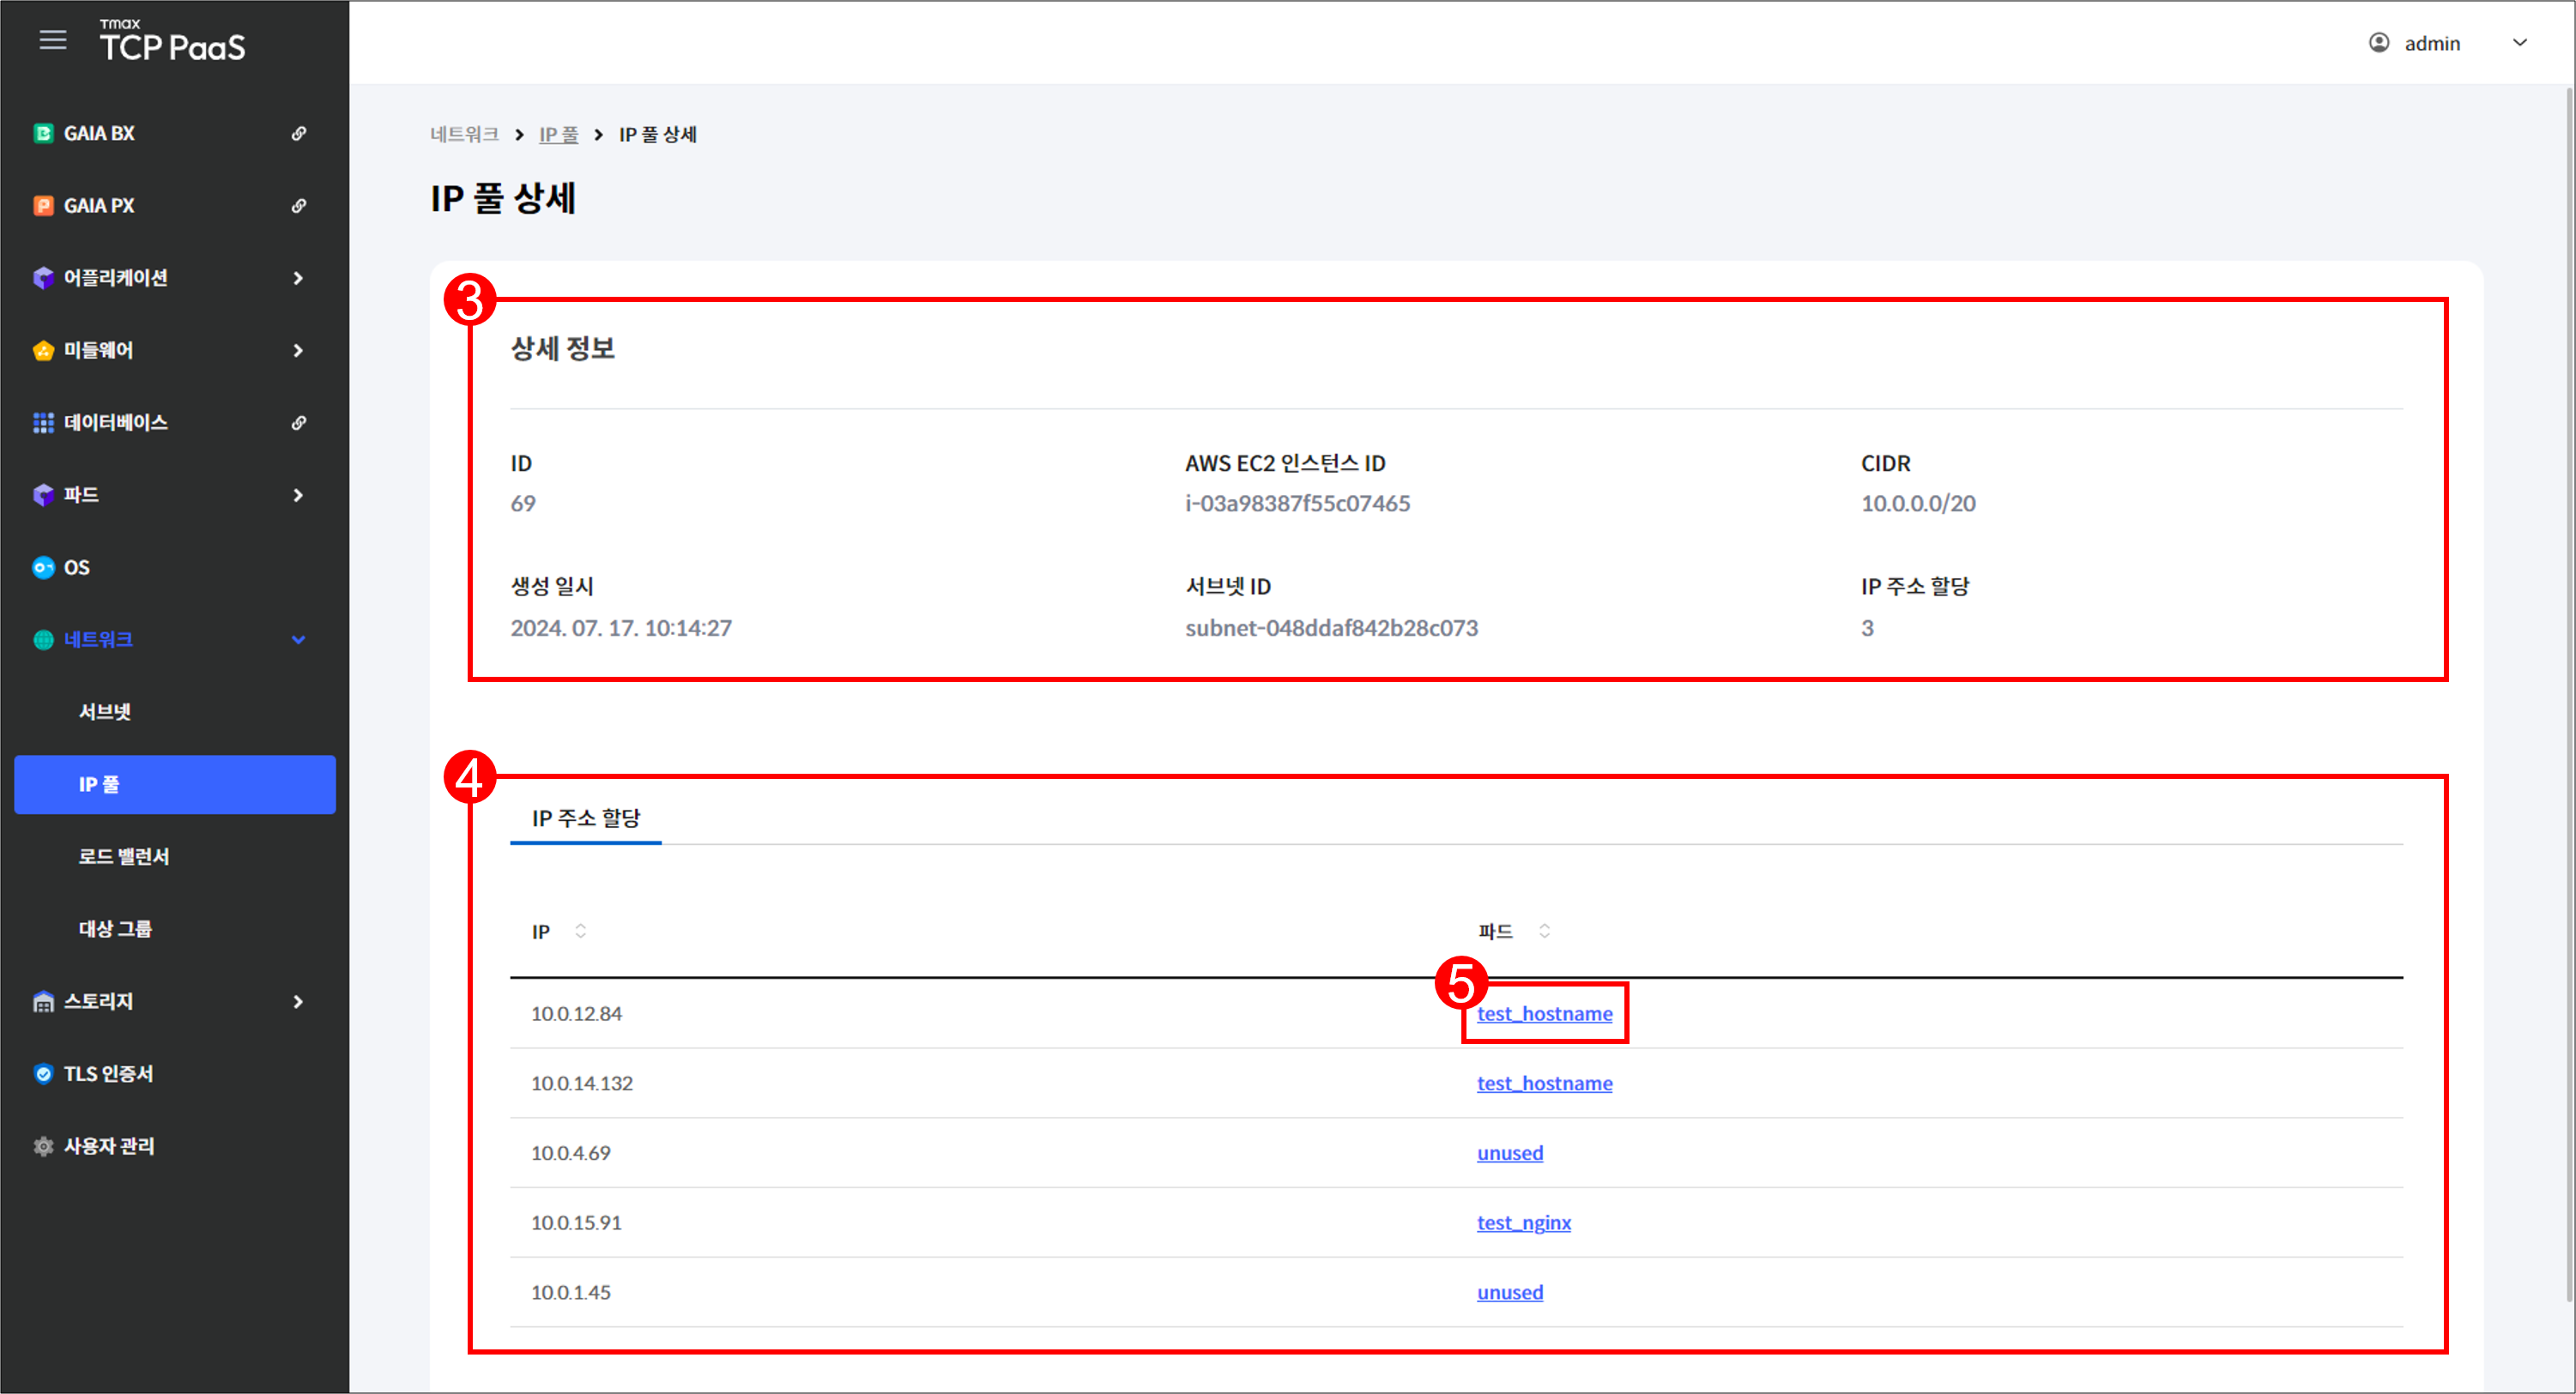 Tmax
TCP PaaS
admin
GAIA BX
GAIA PX
어플리케이션
미들웨어
데이터베이스
파드
OS
네트워크
서브넷
IP 풀
로드 밸런서
대상 그룹
스토리지
TLS 인증서
사용자 관리
네트워크 > IP 풀 > IP 풀 상세
IP 풀 상세
3
상세 정보
ID AWS EC2 인스턴스 ID CIDR
69 i-03a98387f55c07465 10.0.0.0/20
생성 일시 서브넷 ID IP 주소 할당
2024. 07. 17. 10:14:27 subnet-048ddaf842b28c073 3
4
IP 주소 할당
IP 파드
5
10.0.12.84 test_hostname
10.0.14.132 test_hostname
10.0.4.69 unused
10.0.15.91 test_nginx
10.0.1.45 unused